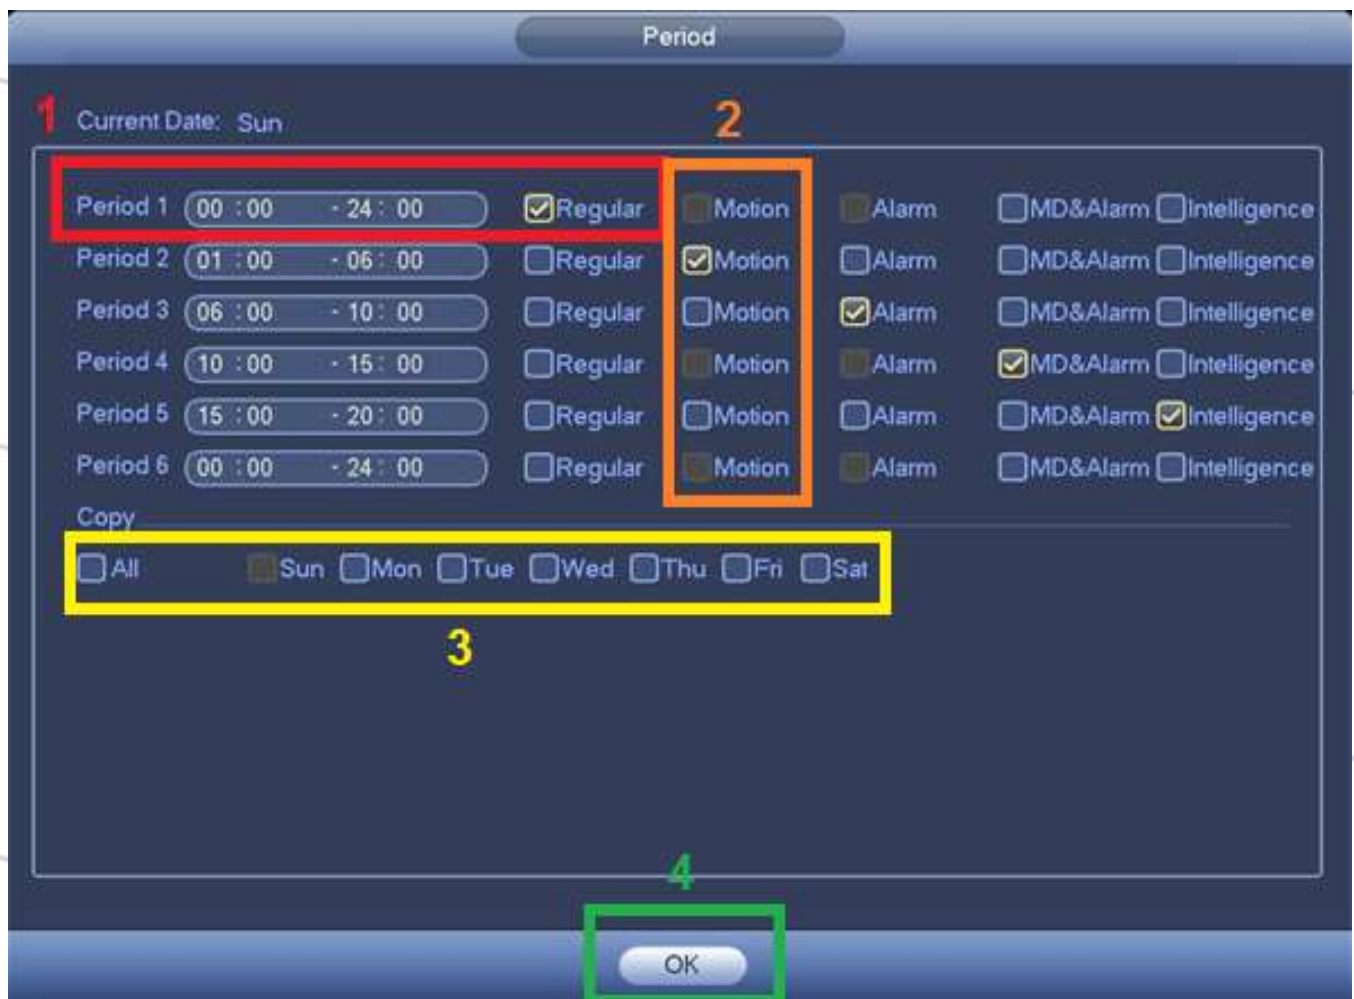 Period
1 Current Date: Sun 2
Period 1 00 : 00 - 24 : 00 Regular Motion Alarm MD&Alarm Intelligence
Period 2 01 : 00 - 06 : 00 Regular Motion Alarm MD&Alarm Intelligence
Period 3 06 : 00 - 10 : 00 Regular Motion Alarm MD&Alarm Intelligence
Period 4 10 : 00 - 15 : 00 Regular Motion Alarm MD&Alarm Intelligence
Period 5 15 : 00 - 20 : 00 Regular Motion Alarm MD&Alarm Intelligence
Period 6 00 : 00 - 24 : 00 Regular Motion Alarm MD&Alarm Intelligence
Copy
All Sun Mon Tue Wed Thu Fri Sat
3
4
OK